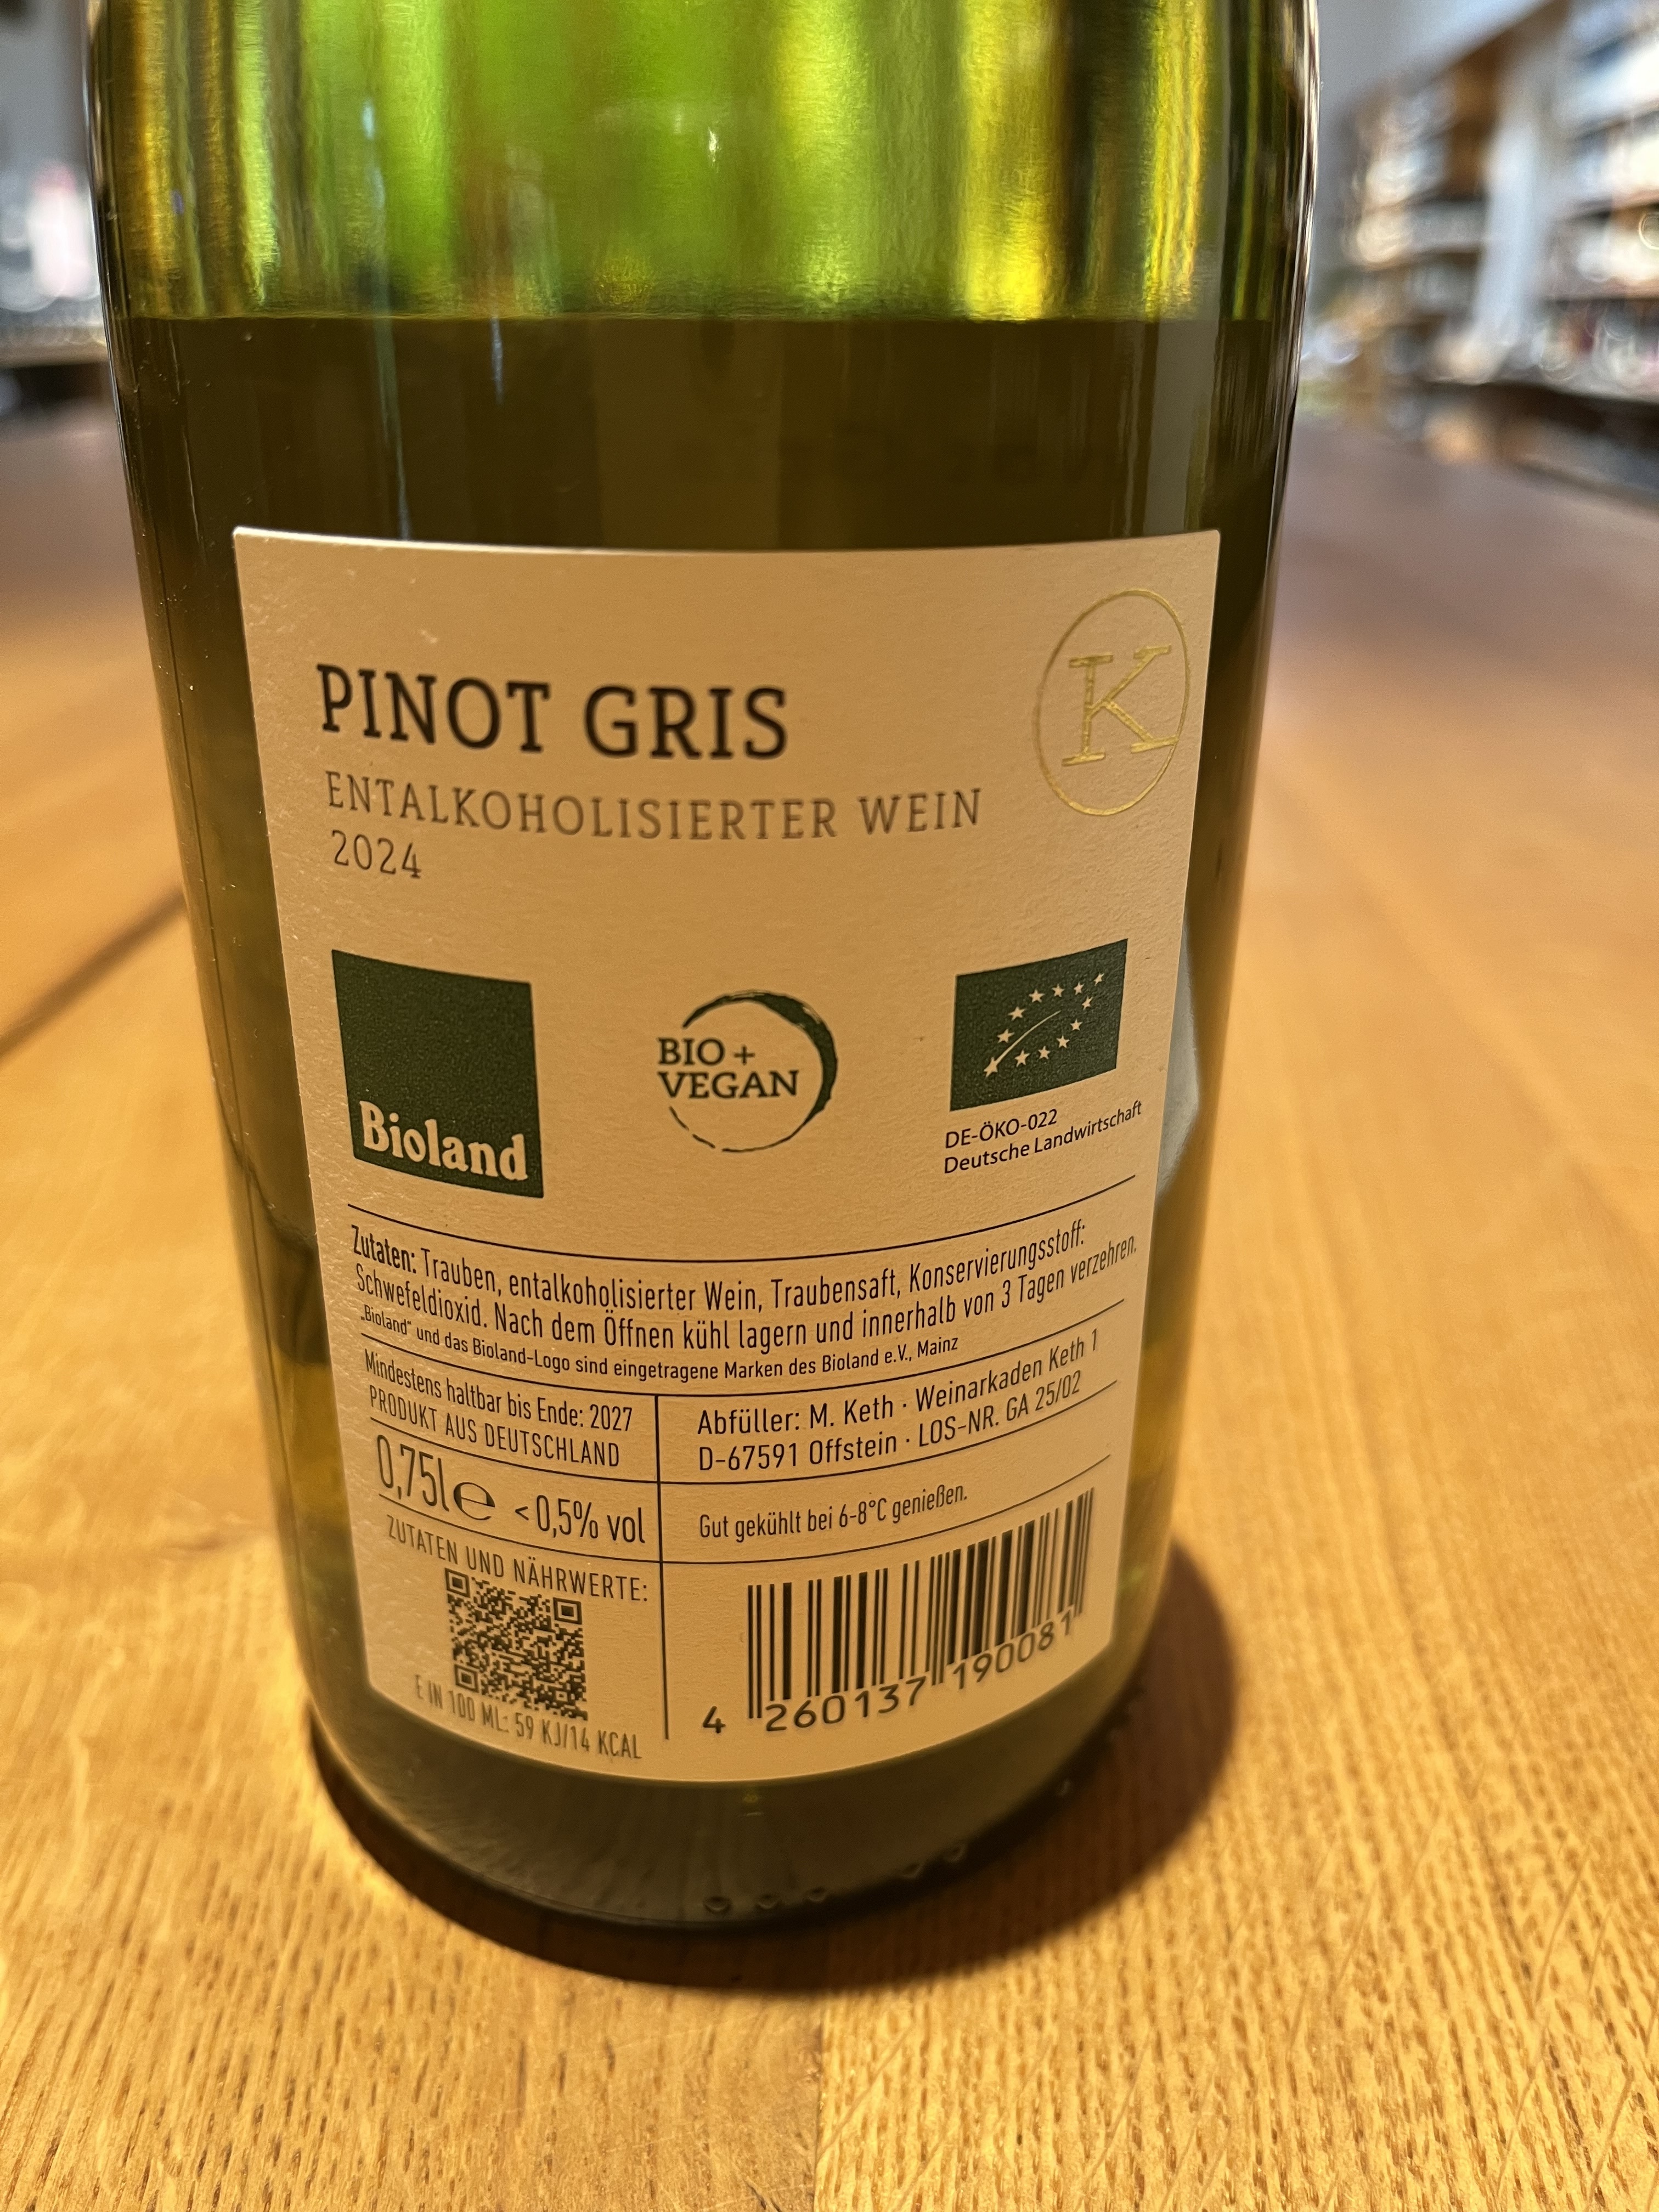 K
PINOT GRIS
ENTALKOHOLISIERTER WEIN
2024
Bioland
BIO +
VEGAN
DE-ÖKO-022
Deutsche Landwirtschaft
Zutaten: Trauben, entalkoholisierter Wein, Traubensaft, Konservierungsstoff:
Schwefeldioxid. Nach dem Öffnen kühl lagern und innerhalb von 3 Tagen verzehren.
„Bioland“ und das Bioland-Logo sind eingetragene Marken des Bioland e.V., Mainz
Mindestens haltbar bis Ende: 2027
PRODUKT AUS DEUTSCHLAND
Abfüller: M. Keth · Weinarkaden Keth 1
D-67591 Offstein · LOS-NR. GA 25/02
0,75l e <0,5% vol
Gut gekühlt bei 6-8°C genießen.
ZUTATEN UND NÄHRWERTE:
E IN 100 ML: 59 KJ/14 KCAL
4 260137 190081